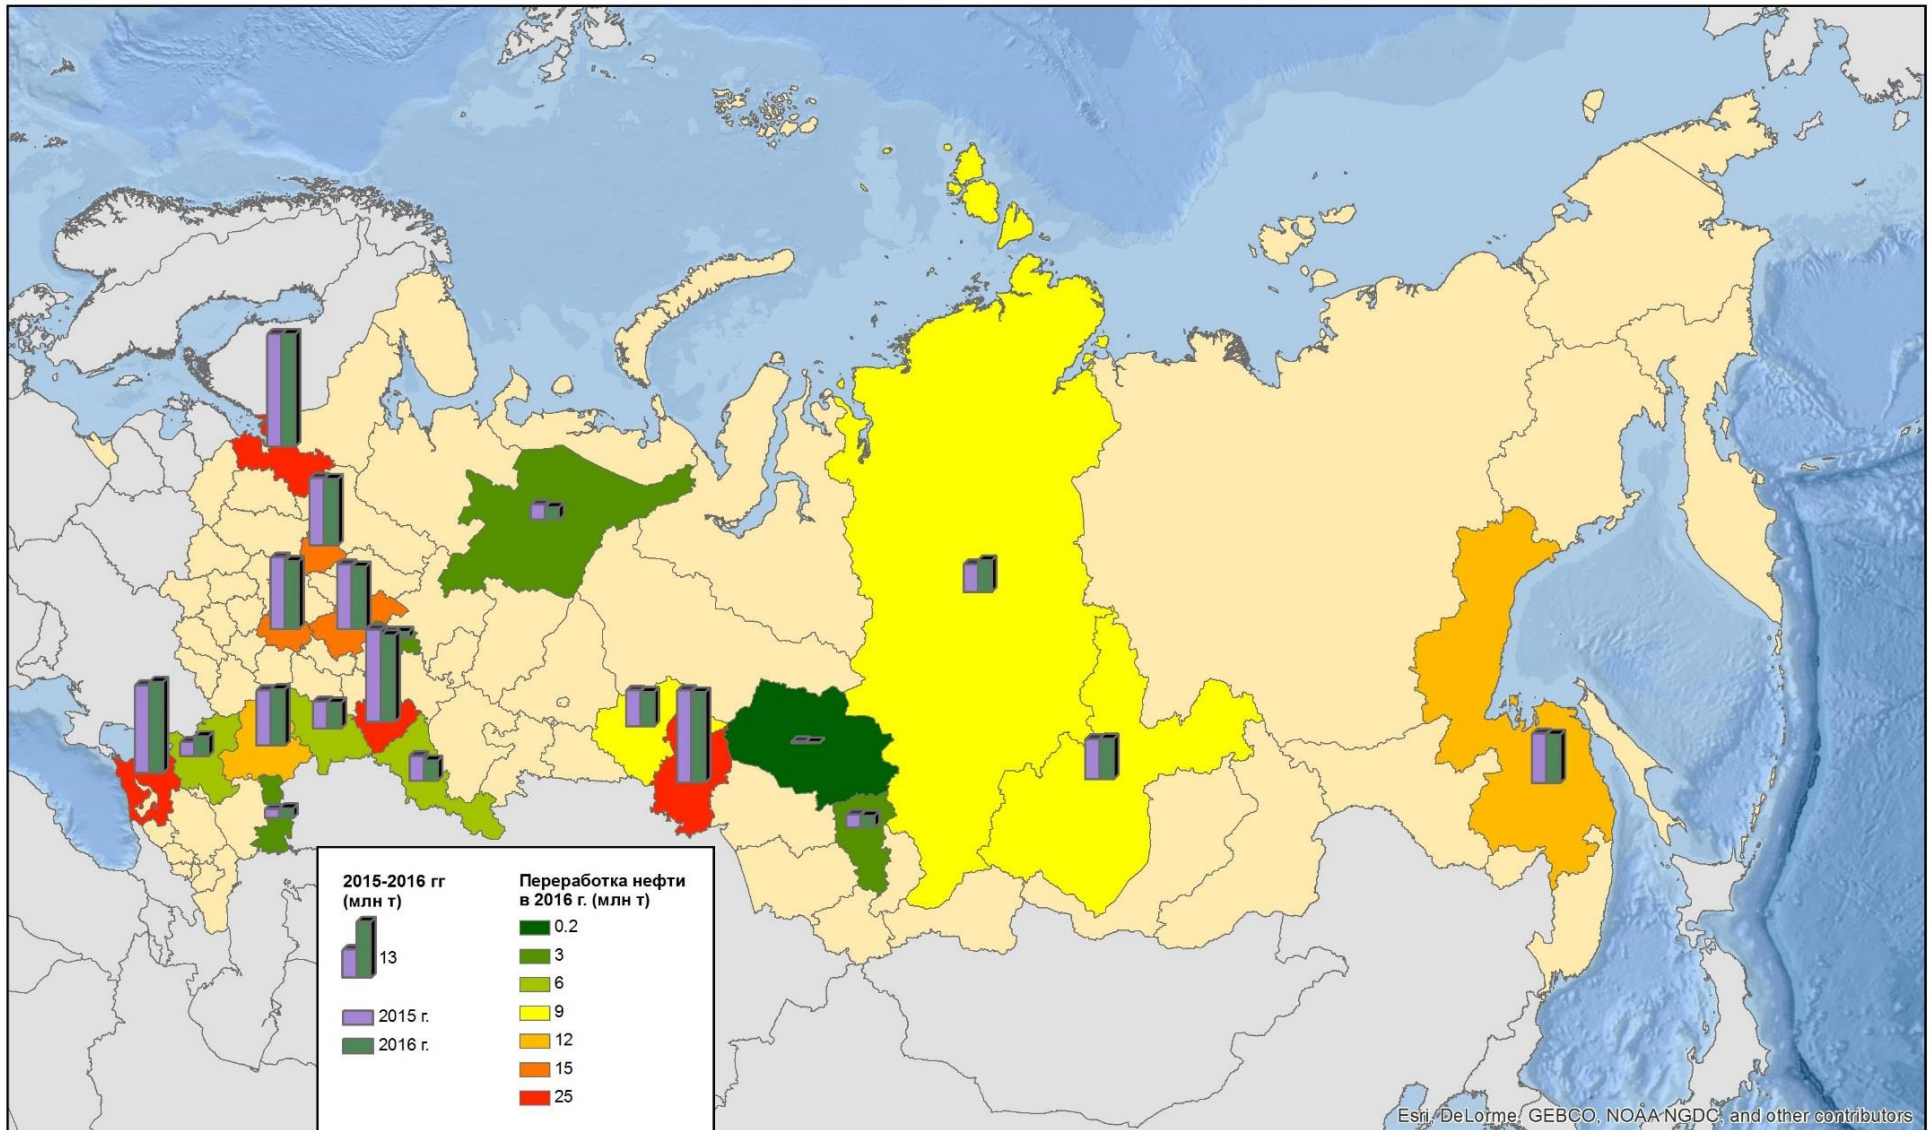 2015-2016 гг
(млн т)
13
2015 г.
2016 г.
Переработка нефти
в 2016 г. (млн т)
0.2
3
6
9
12
15
25
Esri, DeLorme, GEBCO, NOAA NGDC, and other contributors